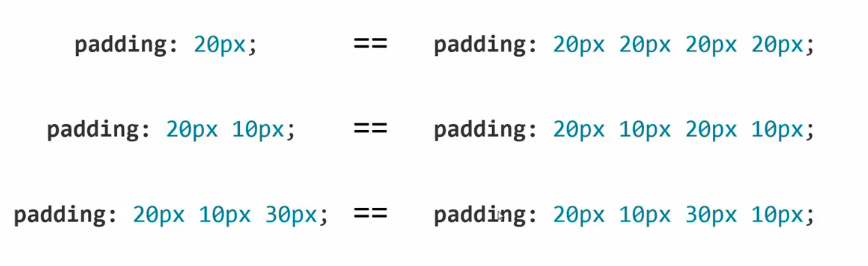 padding: 20px; == padding: 20px 20px 20px 20px;
padding: 20px 10px; == padding: 20px 10px 20px 10px;
padding: 20px 10px 30px; == padding: 20px 10px 30px 10px;